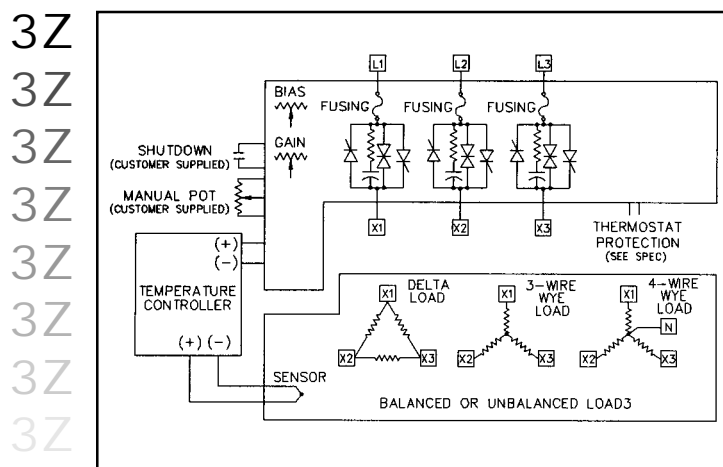 3Z
3Z
3Z
3Z
3Z
3Z
3Z
3Z
L1 L2 L3
BIAS
FUSING FUSING FUSING
GAIN
SHUTDOWN
(CUSTOMER SUPPLIED)
MANUAL POT
(CUSTOMER SUPPLIED)
X1 X2 X3
THERMOSTAT
PROTECTION
(SEE SPEC)
(+)
(-)
TEMPERATURE
CONTROLLER
(+) (-)
SENSOR
DELTA
LOAD
X1
X2 X3
3-WIRE
WYE
LOAD
X1
X2 X3
4-WIRE
WYE
LOAD
X1
N
X2 X3
BALANCED OR UNBALANCED LOAD3